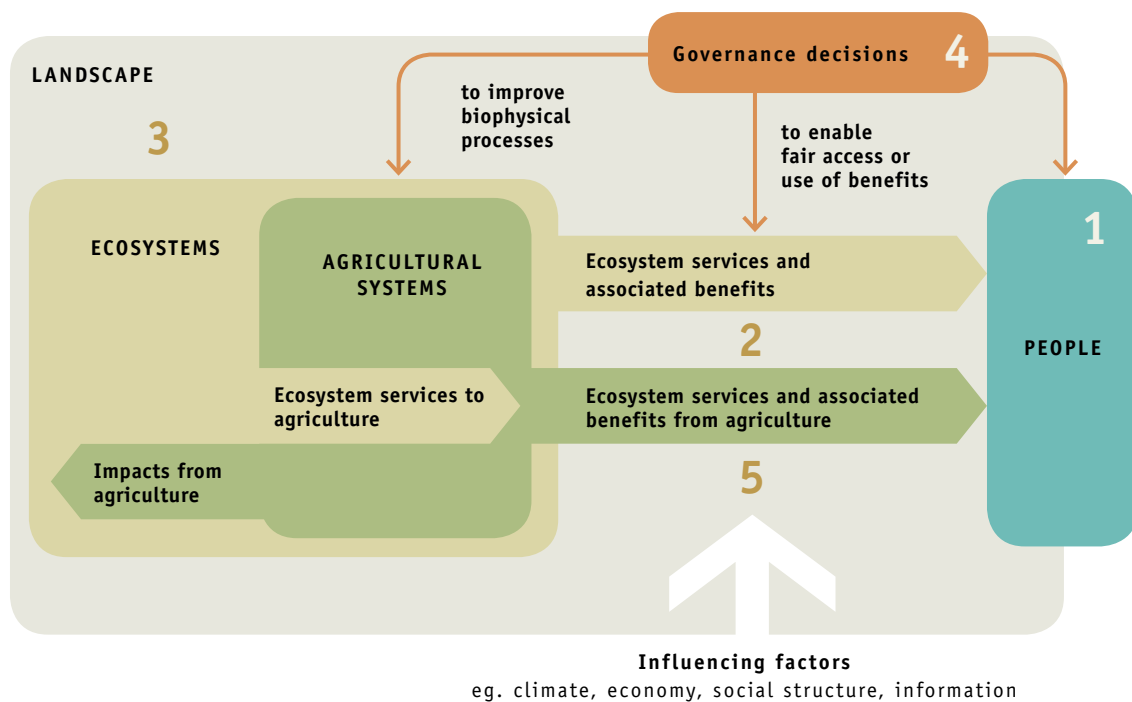 Governance decisions
4
LANDSCAPE
3
to improve
biophysical
processes
to enable
fair access or
use of benefits
ECOSYSTEMS
AGRICULTURAL
SYSTEMS
Ecosystem services and
associated benefits
1
PEOPLE
2
Ecosystem services to
agriculture
Ecosystem services and associated
benefits from agriculture
Impacts from
agriculture
5
Influencing factors
eg. climate, economy, social structure, information